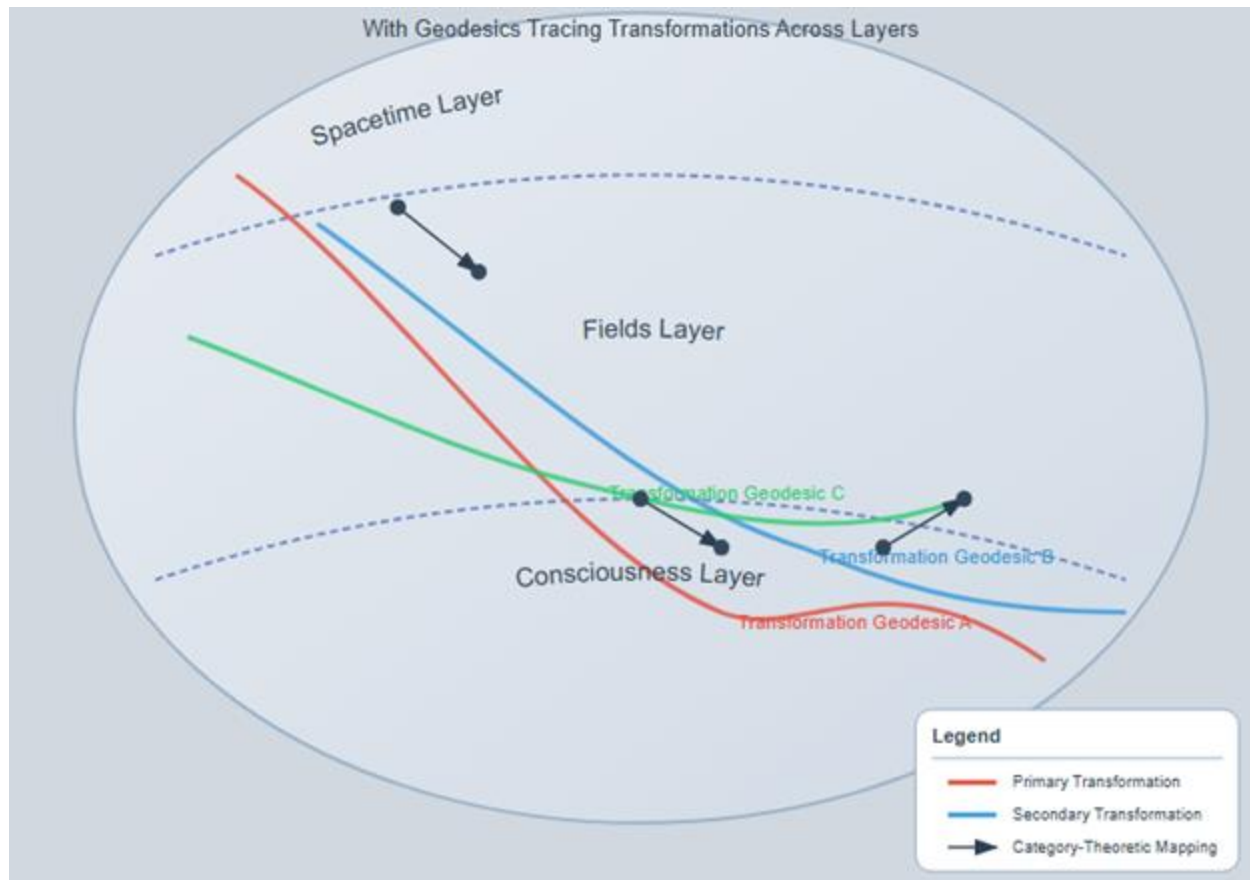 With Geodesics Tracing Transformations Across Layers
Spacetime Layer
Fields Layer
Transformation Geodesic C
Transformation Geodesic B
Consciousness Layer
Transformation Geodesic A
Legend
Primary Transformation
Secondary Transformation
Category-Theoretic Mapping